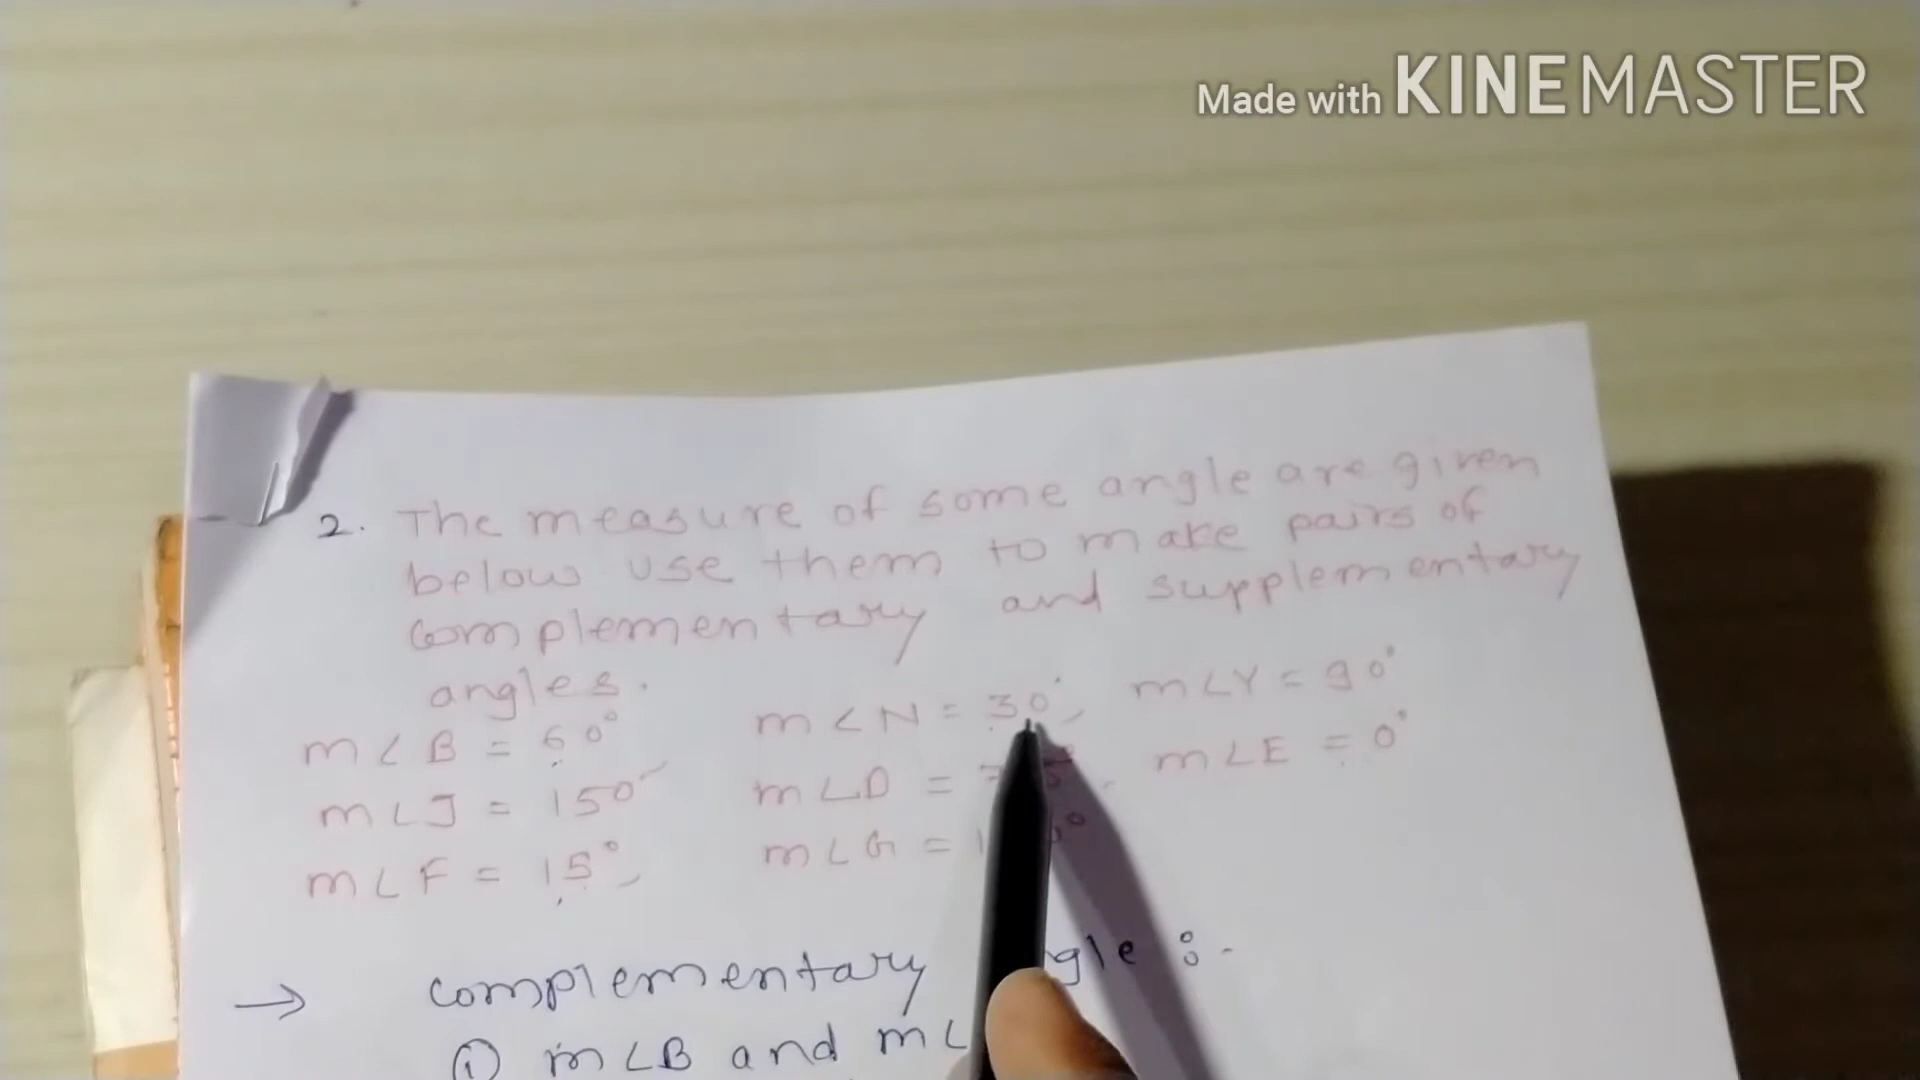 Made with KINEMASTER
2. The measure of some angle are given
below use them to make pairs of
complementary and supplementary
angles.
m∠B = 60° m∠N = 30° m∠Y = 90°
m∠J = 150° m∠D = m∠E = 0°
m∠F = 15° m∠G =
→ complementary :-
① m∠B and m∠